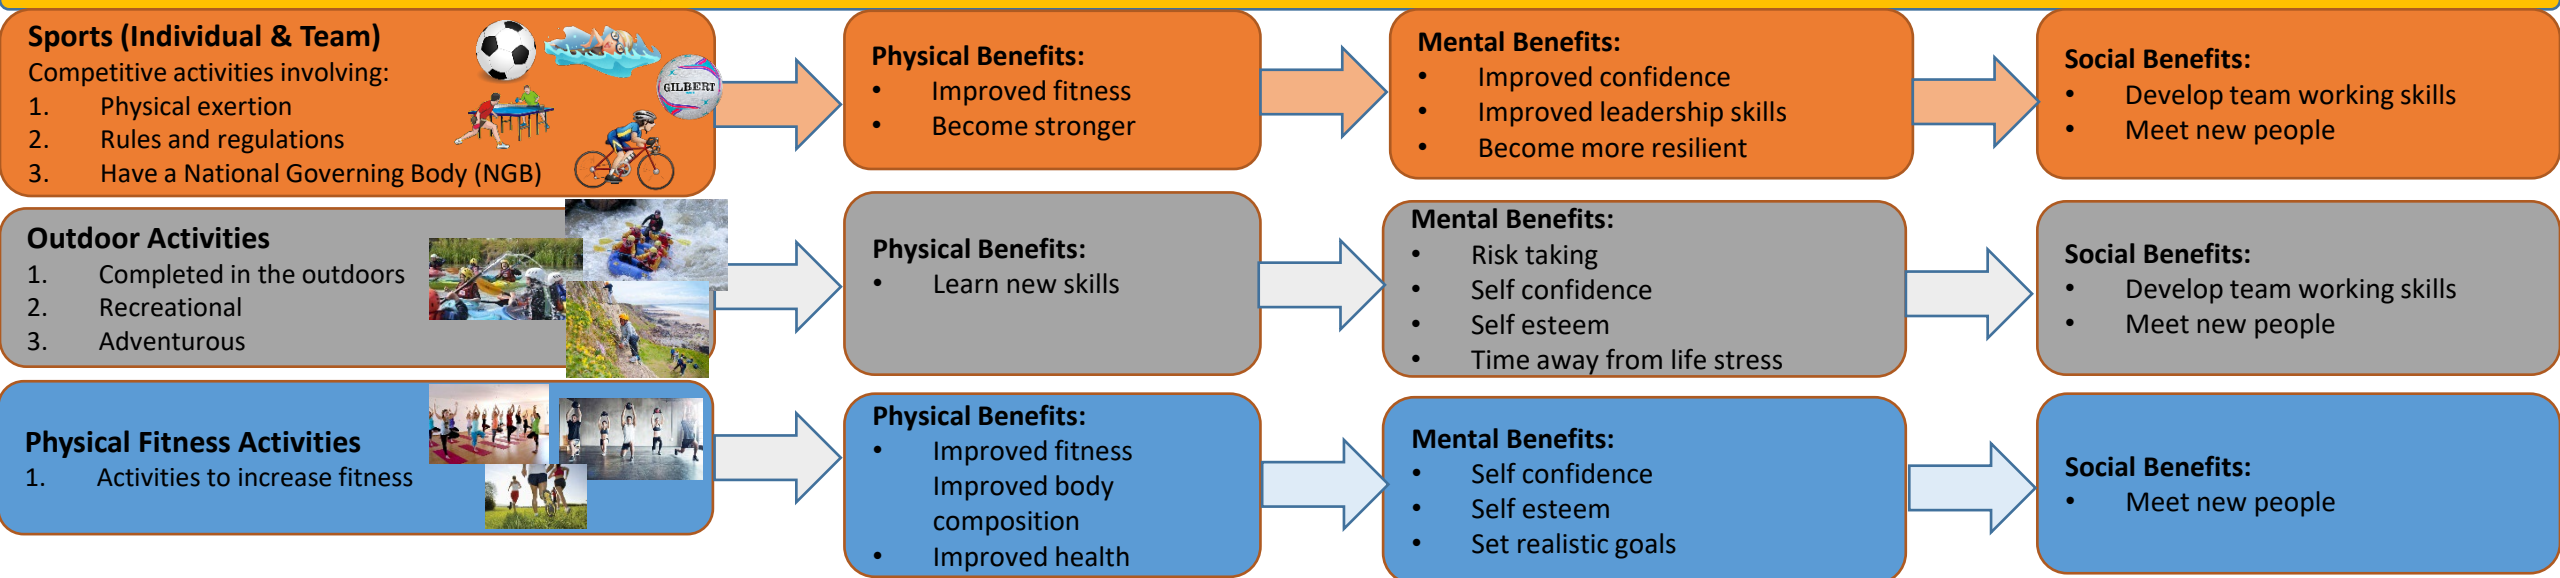 Sports (Individual & Team)
Competitive activities involving:
1. Physical exertion
2. Rules and regulations
3. Have a National Governing Body (NGB)
GILBERT
Physical Benefits:
• Improved fitness
• Become stronger
Mental Benefits:
• Improved confidence
• Improved leadership skills
• Become more resilient
Social Benefits:
• Develop team working skills
• Meet new people
Outdoor Activities
1. Completed in the outdoors
2. Recreational
3. Adventurous
Physical Benefits:
• Learn new skills
Mental Benefits:
• Risk taking
• Self confidence
• Self esteem
• Time away from life stress
Social Benefits:
• Develop team working skills
• Meet new people
Physical Fitness Activities
1. Activities to increase fitness
Physical Benefits:
• Improved fitness
Improved body
composition
• Improved health
Mental Benefits:
• Self confidence
• Self esteem
• Set realistic goals
Social Benefits:
• Meet new people